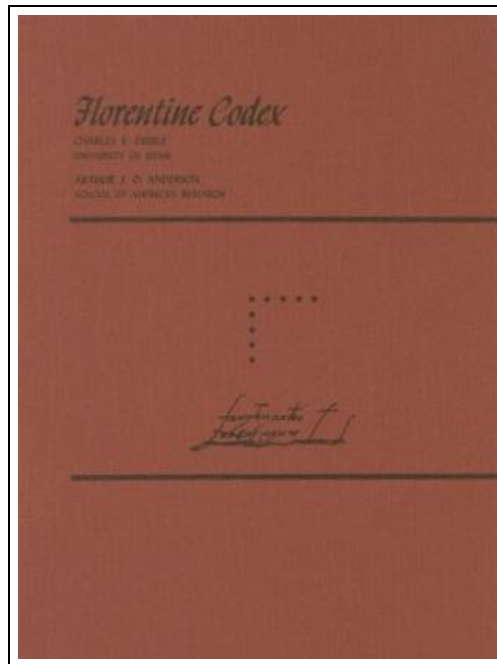 Florentine Codex
CHARLES E. DIBBLE
UNIVERSITY OF UTAH
ARTHUR J. O. ANDERSON
SCHOOL OF AMERICAN RESEARCH